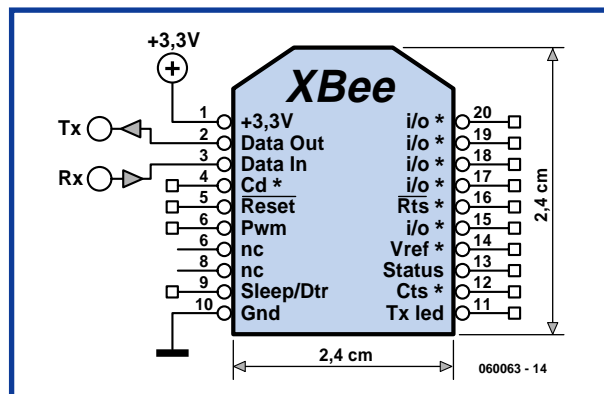 +3,3V
XBee
1 +3,3V i/o * 20
Tx 2 Data Out i/o * 19
Rx 3 Data In i/o * 18
4 Cd * i/o * 17
5 Reset Rts * 16
6 Pwm i/o * 15
6 nc Vref * 14
8 nc Status 13
9 Sleep/Dtr Cts * 12
10 Gnd Tx led 11
2,4 cm
2,4 cm
060063 - 14